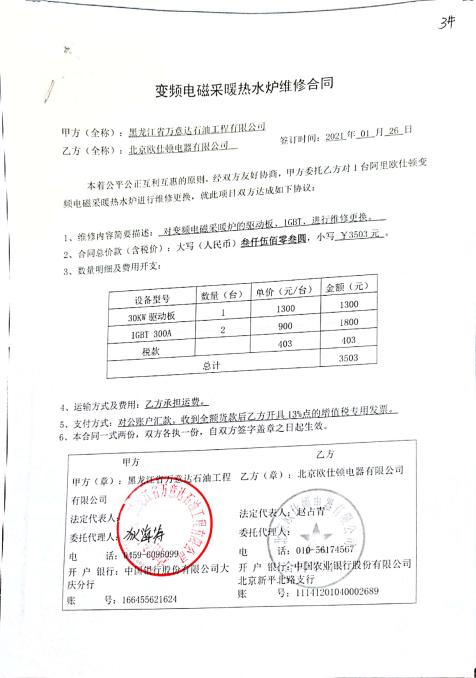 变频电磁采暖热水炉维修合同
甲方（全称）：黑龙江省万意达石油工程有限公司
乙方（全称）：北京欧仕顿电器有限公司
签订时间：2021年01月26日
本着公平公正互利互惠的原则，经双方友好协商，甲方委托乙方对1台阿里欧仕顿变
频电磁采暖热水炉进行维修更换，就此项目双方达成如下协议：
1、维修内容简要描述：对变频电磁采暖炉的驱动板、IGBT、进行维修更换。
2、合同总价款（含税价）：大写（人民币）叁仟伍佰零叁圆，小写 ￥3503元。
3、数量明细及费用开支：
设备型号 数量（台） 单价（元/台） 金额（元）
30KW驱动板 1 1300 1300
IGBT 300A 2 900 1800
税款 403 403
总计 3503
4、运输方式及费用：乙方承担运费。
5、支付方式：对公账户汇款，收到全额货款后乙方开具13%点的增值税专用发票。
6、本合同一式两份，双方各执一份，自双方签字盖章之日起生效。
甲方
甲方（章）：黑龙江省万意达石油工程
有限公司
法定代表人：
委托代理人：
电 话：0459-6096099
开 户 银行：中国银行股份有限公司大
庆分行
账 号：166455621624
乙方
乙方（章）：北京欧仕顿电器有限公司
法定代表人：赵古青
委托代理人：
电 话：010-56174567
开户 银行：中国农业银行股份有限公司
北京新平北路支行
账 号：11141201040002689